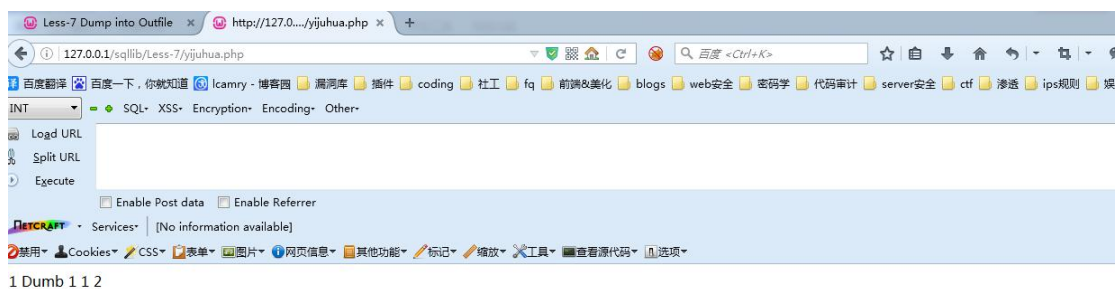 Less-7 Dump into Outfile × http://127.0..../yijuhua.php × +
127.0.0.1/sqllib/Less-7/yijuhua.php 百度 <Ctrl+K>
百度翻译 百度一下，你就知道 lcamry - 博客园 漏洞库 插件 coding 社工 fq 前端&美化 blogs web安全 密码学 代码审计 server安全 ctf 渗透 ips规则 娱
INT SQL- XSS- Encryption- Encoding- Other-
Load URL
Split URL
Execute
Enable Post data Enable Referrer
NETCRAFT Services- [No information available]
禁用 Cookies CSS 表单 图片 网页信息 其他功能 标记 缩放 工具 查看源代码 选项
1 Dumb 1 1 2